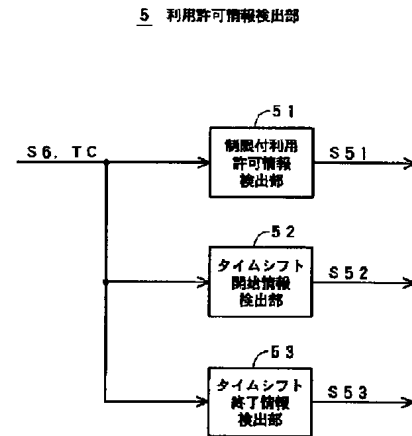 5 利用許可情報検出部
51
S6, TC
制限付利用
許可情報
検出部
S51
52
タイムシフト
開始情報
検出部
S52
53
タイムシフト
終了情報
検出部
S53